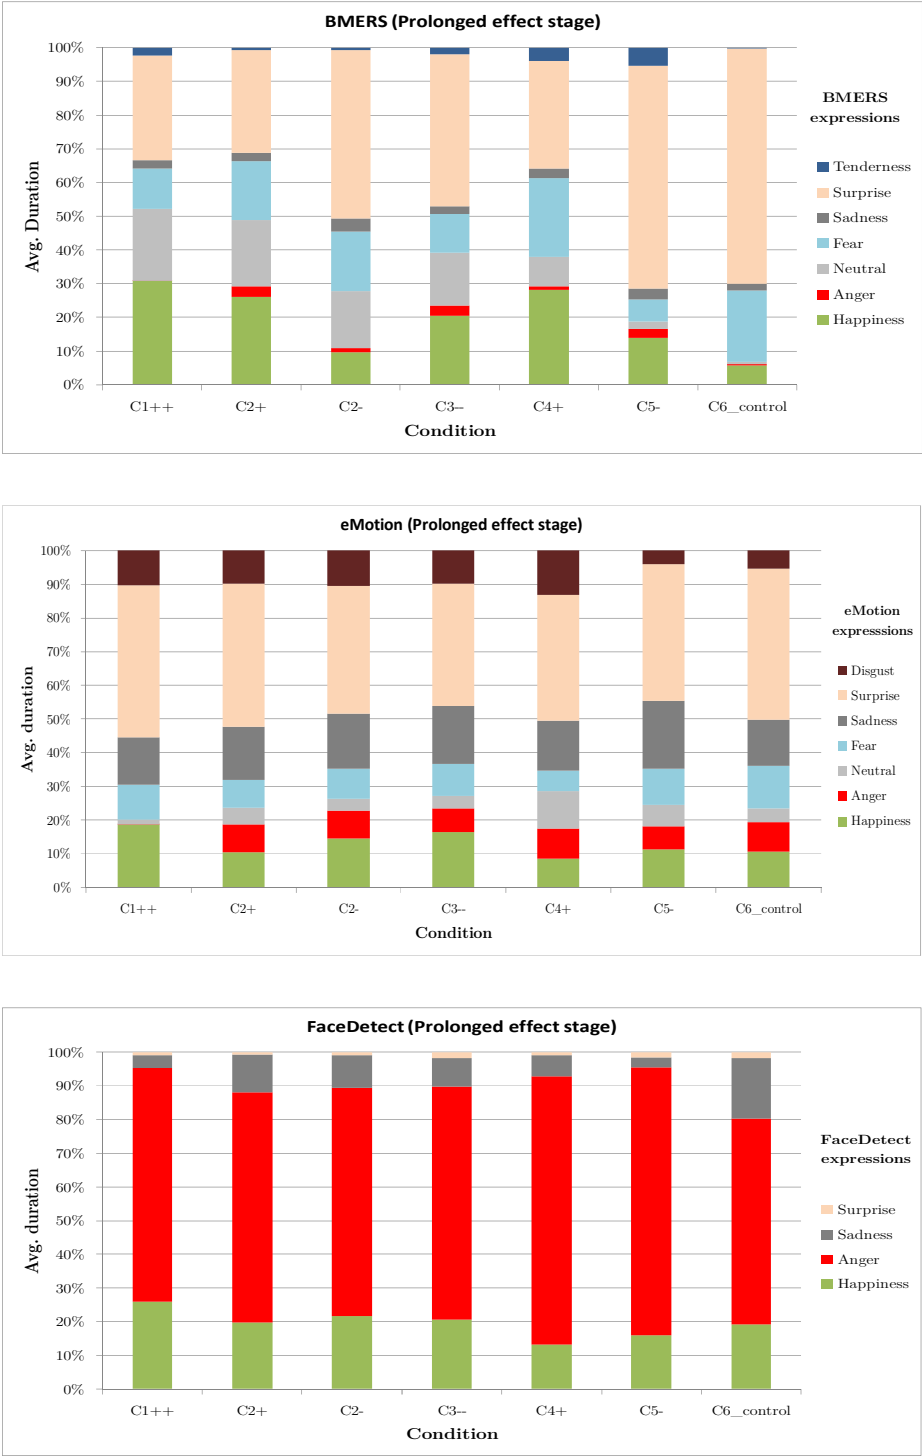 BMERS (Prolonged effect stage)
100%
90%
80%
70%
60%
50%
40%
30%
20%
10%
0%
Avg. Duration
C1++ C2+ C2- C3-- C4+ C5- C6_control
Condition
BMERS
expressions
Tenderness
Surprise
Sadness
Fear
Neutral
Anger
Happiness
eMotion (Prolonged effect stage)
100%
90%
80%
70%
60%
50%
40%
30%
20%
10%
0%
Avg. duration
C1++ C2+ C2- C3-- C4+ C5- C6_control
Condition
eMotion
expresssions
Disgust
Surprise
Sadness
Fear
Neutral
Anger
Happiness
FaceDetect (Prolonged effect stage)
100%
90%
80%
70%
60%
50%
40%
30%
20%
10%
0%
Avg. duration
C1++ C2+ C2- C3-- C4+ C5- C6_control
Condition
FaceDetect
expressions
Surprise
Sadness
Anger
Happiness